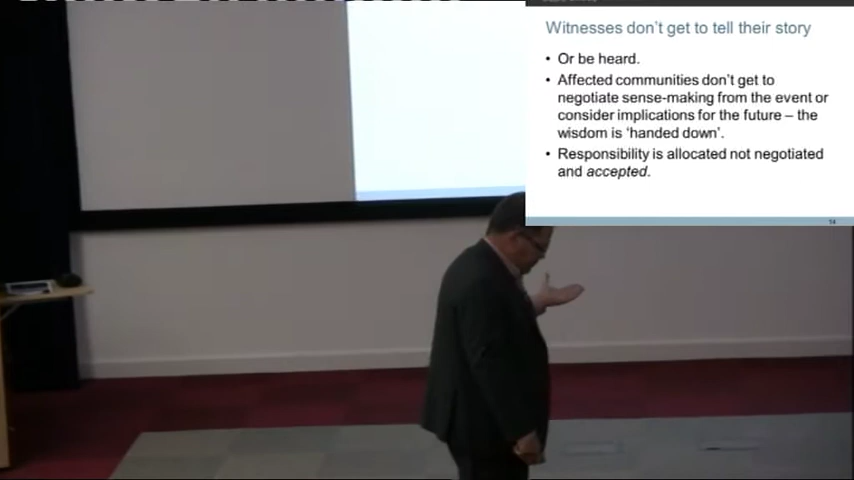 Witnesses don't get to tell their story
• Or be heard.
• Affected communities don't get to
negotiate sense-making from the event or
consider implications for the future – the
wisdom is 'handed down'.
• Responsibility is allocated not negotiated
and accepted.
14